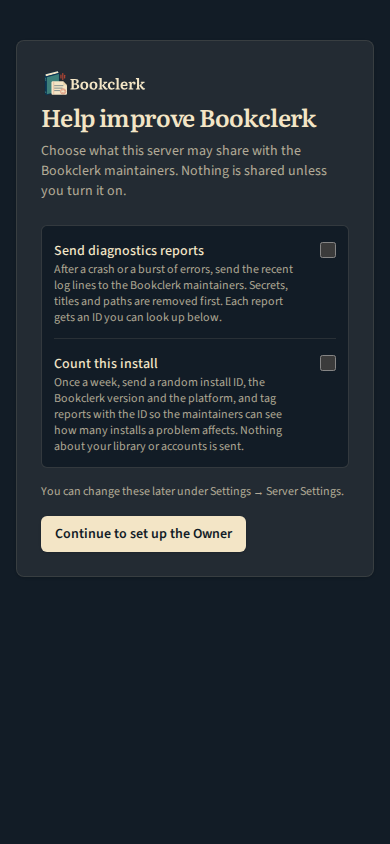 Bookclerk
Help improve Bookclerk
Choose what this server may share with the
Bookclerk maintainers. Nothing is shared unless
you turn it on.
Send diagnostics reports
After a crash or a burst of errors, send the recent
log lines to the Bookclerk maintainers. Secrets,
titles and paths are removed first. Each report
gets an ID you can look up below.
Count this install
Once a week, send a random install ID, the
Bookclerk version and the platform, and tag
reports with the ID so the maintainers can see
how many installs a problem affects. Nothing
about your library or accounts is sent.
You can change these later under Settings → Server Settings.
Continue to set up the Owner